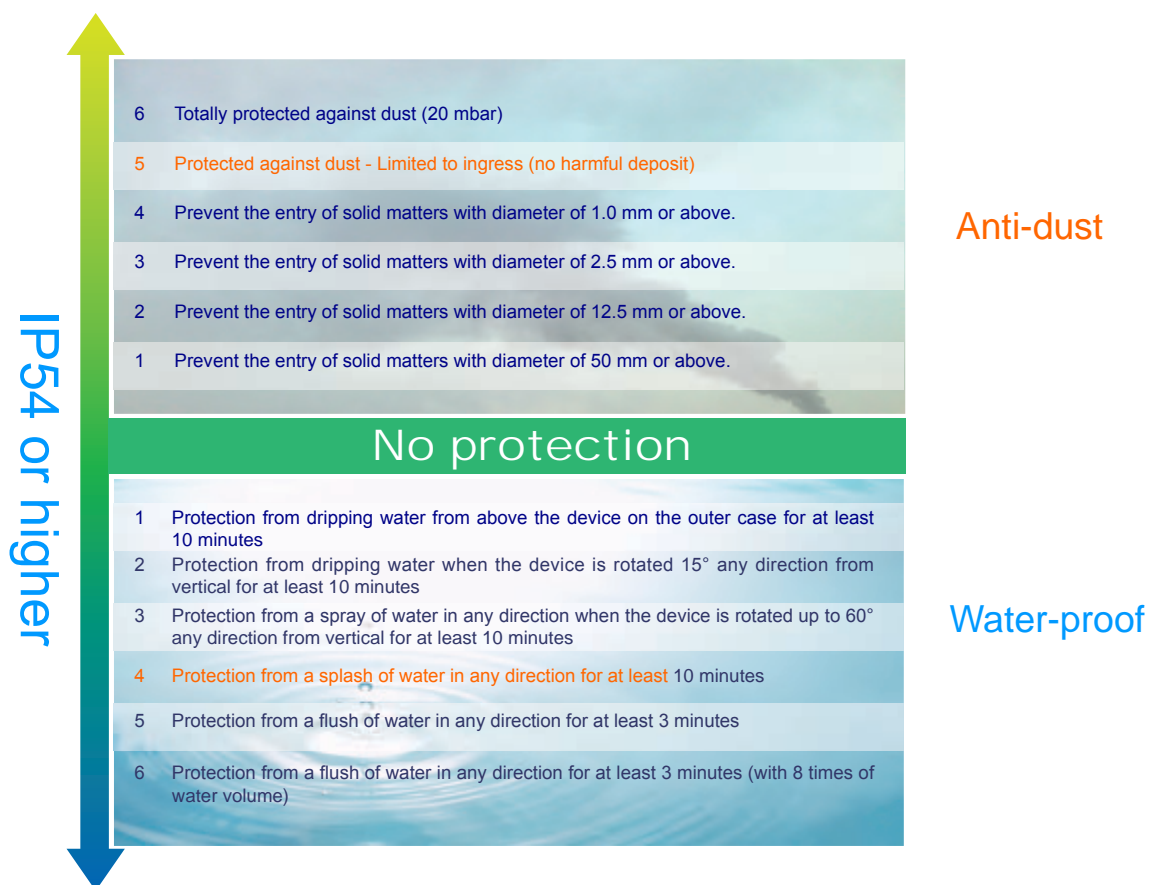 6 Totally protected against dust (20 mbar)
5 Protected against dust - Limited to ingress (no harmful deposit)
4 Prevent the entry of solid matters with diameter of 1.0 mm or above.
3 Prevent the entry of solid matters with diameter of 2.5 mm or above.
2 Prevent the entry of solid matters with diameter of 12.5 mm or above.
1 Prevent the entry of solid matters with diameter of 50 mm or above.
Anti-dust
IP54 or higher
No protection
1 Protection from dripping water from above the device on the outer case for at least
10 minutes
2 Protection from dripping water when the device is rotated 15° any direction from
vertical for at least 10 minutes
3 Protection from a spray of water in any direction when the device is rotated up to 60°
any direction from vertical for at least 10 minutes
4 Protection from a splash of water in any direction for at least 10 minutes
5 Protection from a flush of water in any direction for at least 3 minutes
6 Protection from a flush of water in any direction for at least 3 minutes (with 8 times of
water volume)
Water-proof